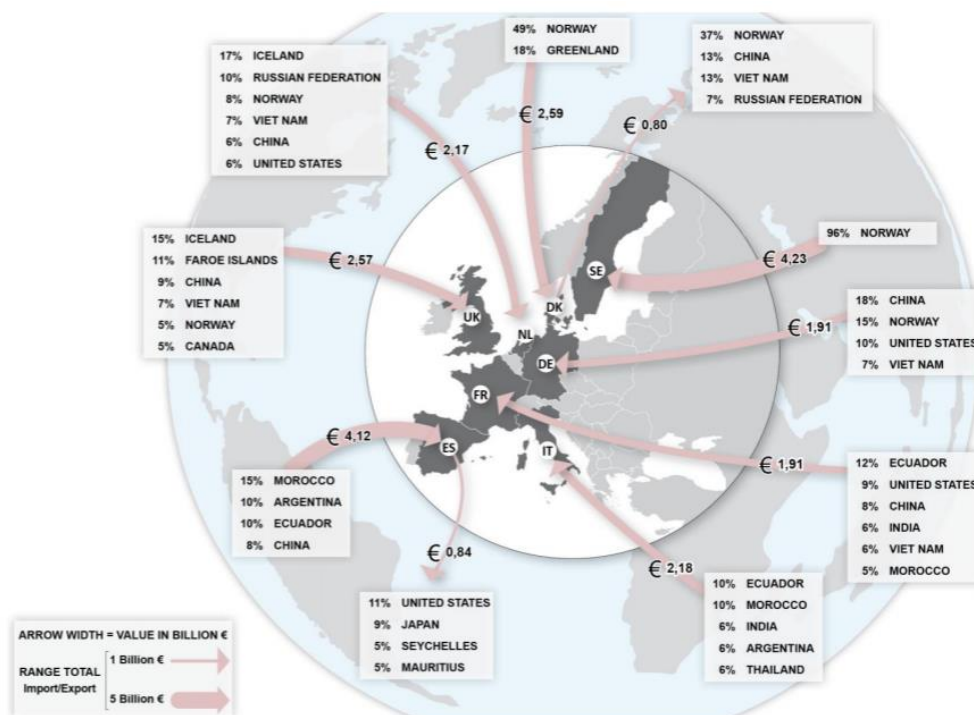 49% NORWAY
18% GREENLAND
€ 2,59
37% NORWAY
13% CHINA
13% VIET NAM
7% RUSSIAN FEDERATION
€ 0,80
17% ICELAND
10% RUSSIAN FEDERATION
8% NORWAY
7% VIET NAM
6% CHINA
6% UNITED STATES
€ 2,17
15% ICELAND
11% FAROE ISLANDS
9% CHINA
7% VIET NAM
5% NORWAY
5% CANADA
€ 2,57
96% NORWAY
€ 4,23
18% CHINA
15% NORWAY
10% UNITED STATES
7% VIET NAM
€ 1,91
SE
DK
UK
NL
DE
FR
ES
IT
€ 4,12
15% MOROCCO
10% ARGENTINA
10% ECUADOR
8% CHINA
€ 1,91
12% ECUADOR
9% UNITED STATES
8% CHINA
6% INDIA
6% VIET NAM
5% MOROCCO
€ 0,84
11% UNITED STATES
9% JAPAN
5% SEYCHELLES
5% MAURITIUS
€ 2,18
10% ECUADOR
10% MOROCCO
6% INDIA
6% ARGENTINA
6% THAILAND
ARROW WIDTH = VALUE IN BILLION €
RANGE TOTAL
Import/Export
1 Billion €
5 Billion €